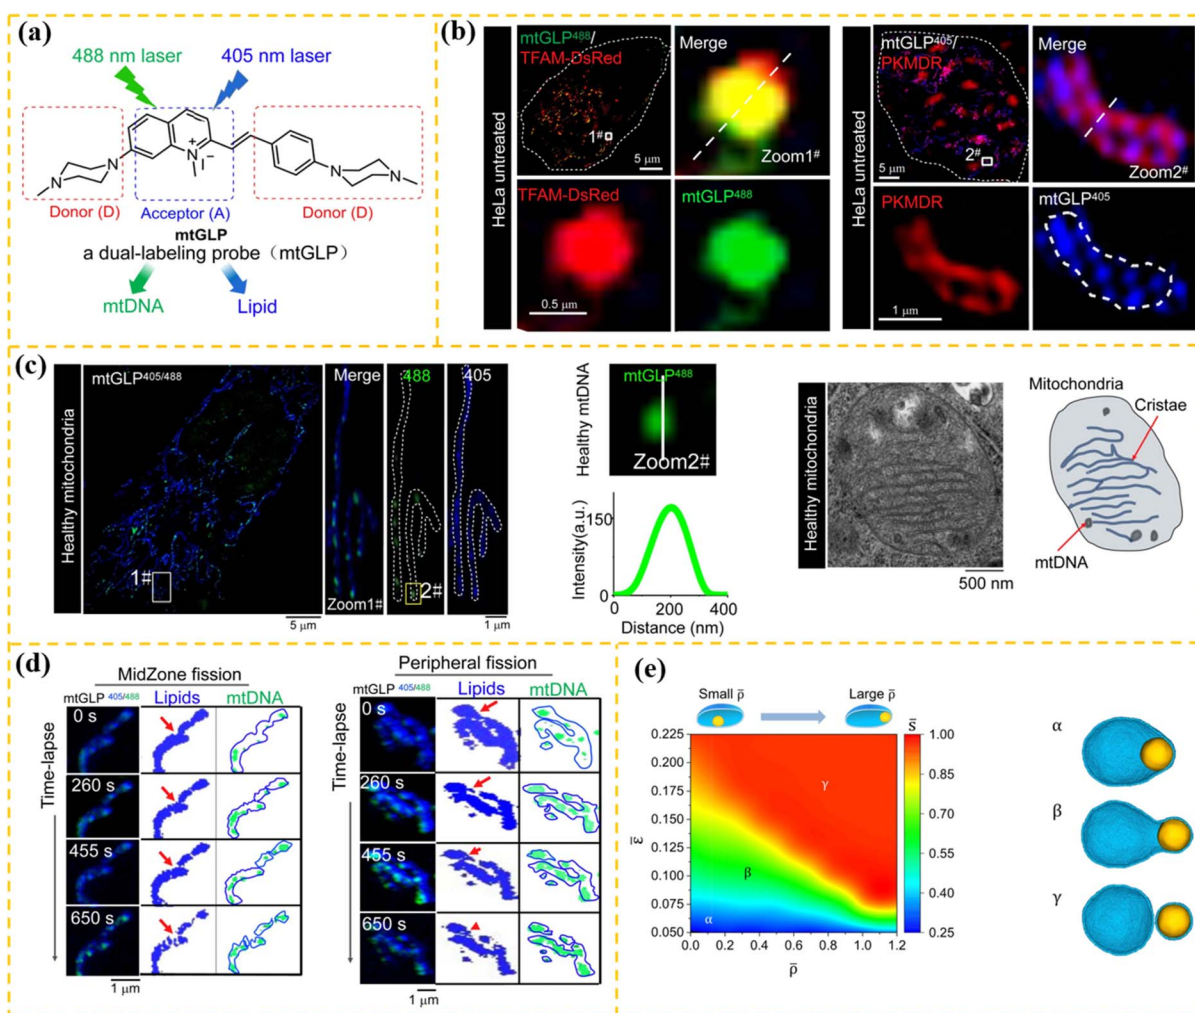 (a)
488 nm laser
405 nm laser
N
N
N
N
N
+
−
Donor (D)
Acceptor (A)
Donor (D)
mtGLP
a dual-labeling probe（mtGLP）
mtDNA
Lipid
(b)
HeLa untreated
mtGLP488/
TFAM-DsRed
1#
5 μm
Merge
Zoom1#
TFAM-DsRed
0.5 μm
mtGLP488
HeLa untreated
mtGLP405/
PKMDR
2#
5 μm
Merge
Zoom2#
PKMDR
1 μm
mtGLP405
(c)
Healthy mitochondria
mtGLP405/488
1#
5 μm
Merge
Zoom1#
488
2#
405
1 μm
Healthy mtDNA
mtGLP488
Zoom2#
Intensity(a.u.)
150
0
0
200
400
Distance (nm)
Healthy mitochondria
500 nm
Mitochondria
Cristae
mtDNA
(d)
MidZone fission
mtGLP 405/488
Lipids
mtDNA
Time-lapse
0 s
260 s
455 s
650 s
1 μm
Peripheral fission
mtGLP 405/488
Lipids
mtDNA
Time-lapse
0 s
260 s
455 s
650 s
1 μm
(e)
Small ρ̄
Large ρ̄
ε̄
0.225
0.200
0.175
0.150
0.125
0.100
0.075
0.050
0.0 0.2 0.4 0.6 0.8 1.0 1.2
ρ̄
γ
β
α
s̄
1.00
0.85
0.70
0.55
0.40
0.25
α
β
γ